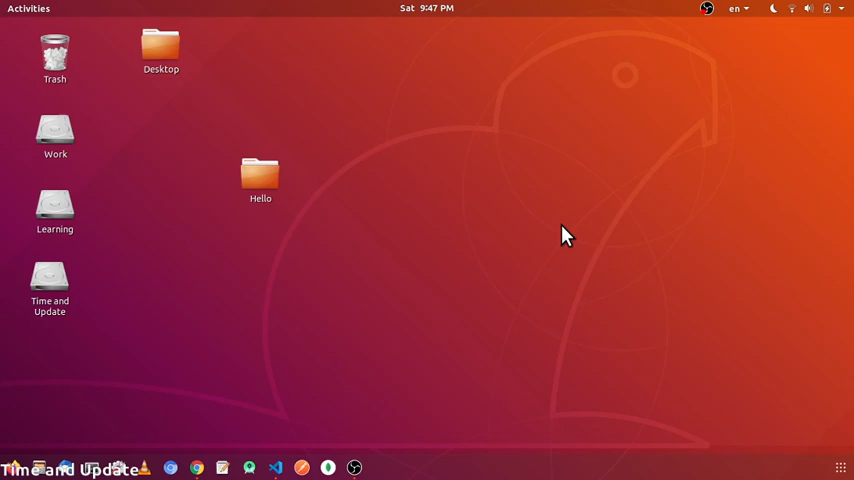 Activities
Sat 9:47 PM
en
Trash
Desktop
Work
Hello
Learning
Time and
Update
Time and Update